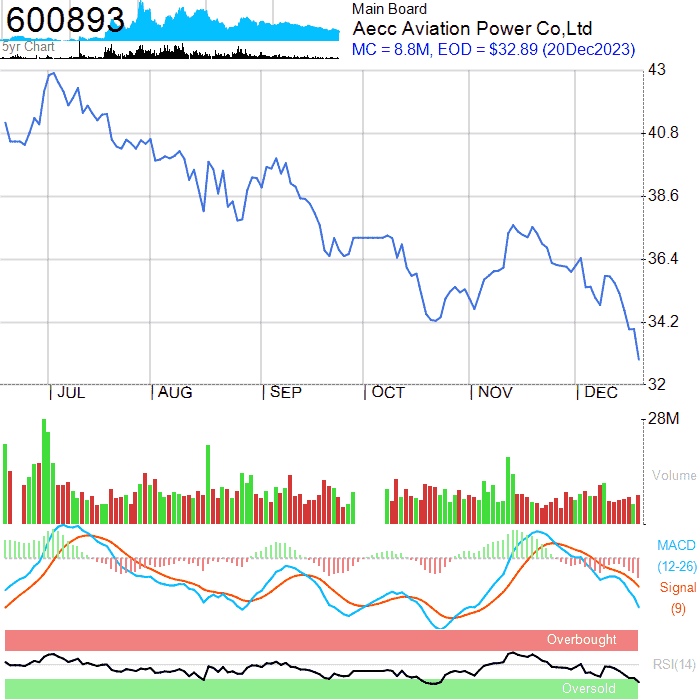 600893
5yr Chart
Main Board
Aecc Aviation Power Co,Ltd
MC = 8.8M, EOD = $32.89 (20Dec2023)
43
40.8
38.6
36.4
34.2
32
JUL AUG SEP OCT NOV DEC
28M
Volume
MACD
(12-26)
Signal
(9)
Overbought
RSI(14)
Oversold